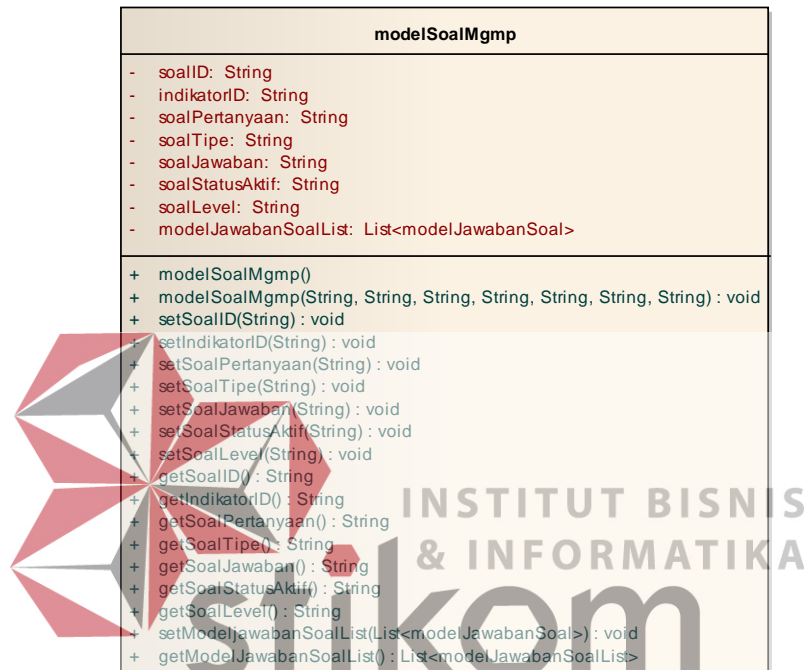 modelSoalMgmp
- soalID: String
- indikatorID: String
- soalPertanyaan: String
- soalTipe: String
- soalJawaban: String
- soalStatusAktif: String
- soalLevel: String
- modelJawabanSoalList: List<modelJawabanSoal>
+ modelSoalMgmp()
+ modelSoalMgmp(String, String, String, String, String, String, String) : void
+ setSoalID(String) : void
+ setIndikatorID(String) : void
+ setSoalPertanyaan(String) : void
+ setSoalTipe(String) : void
+ setSoalJawaban(String) : void
+ setSoalStatusAktif(String) : void
+ setSoalLevel(String) : void
+ getSoalID() : String
+ getIndikatorID() : String
+ getSoalPertanyaan() : String
+ getSoalTipe() : String
+ getSoalJawaban() : String
+ getSoalStatusAktif() : String
+ getSoalLevel() : String
+ setModeljawabanSoalList(List<modelJawabanSoal>) : void
+ getModelJawabanSoalList() : List<modelJawabanSoalList>
INSTITUT BISNIS
& INFORMATIKA
stikom